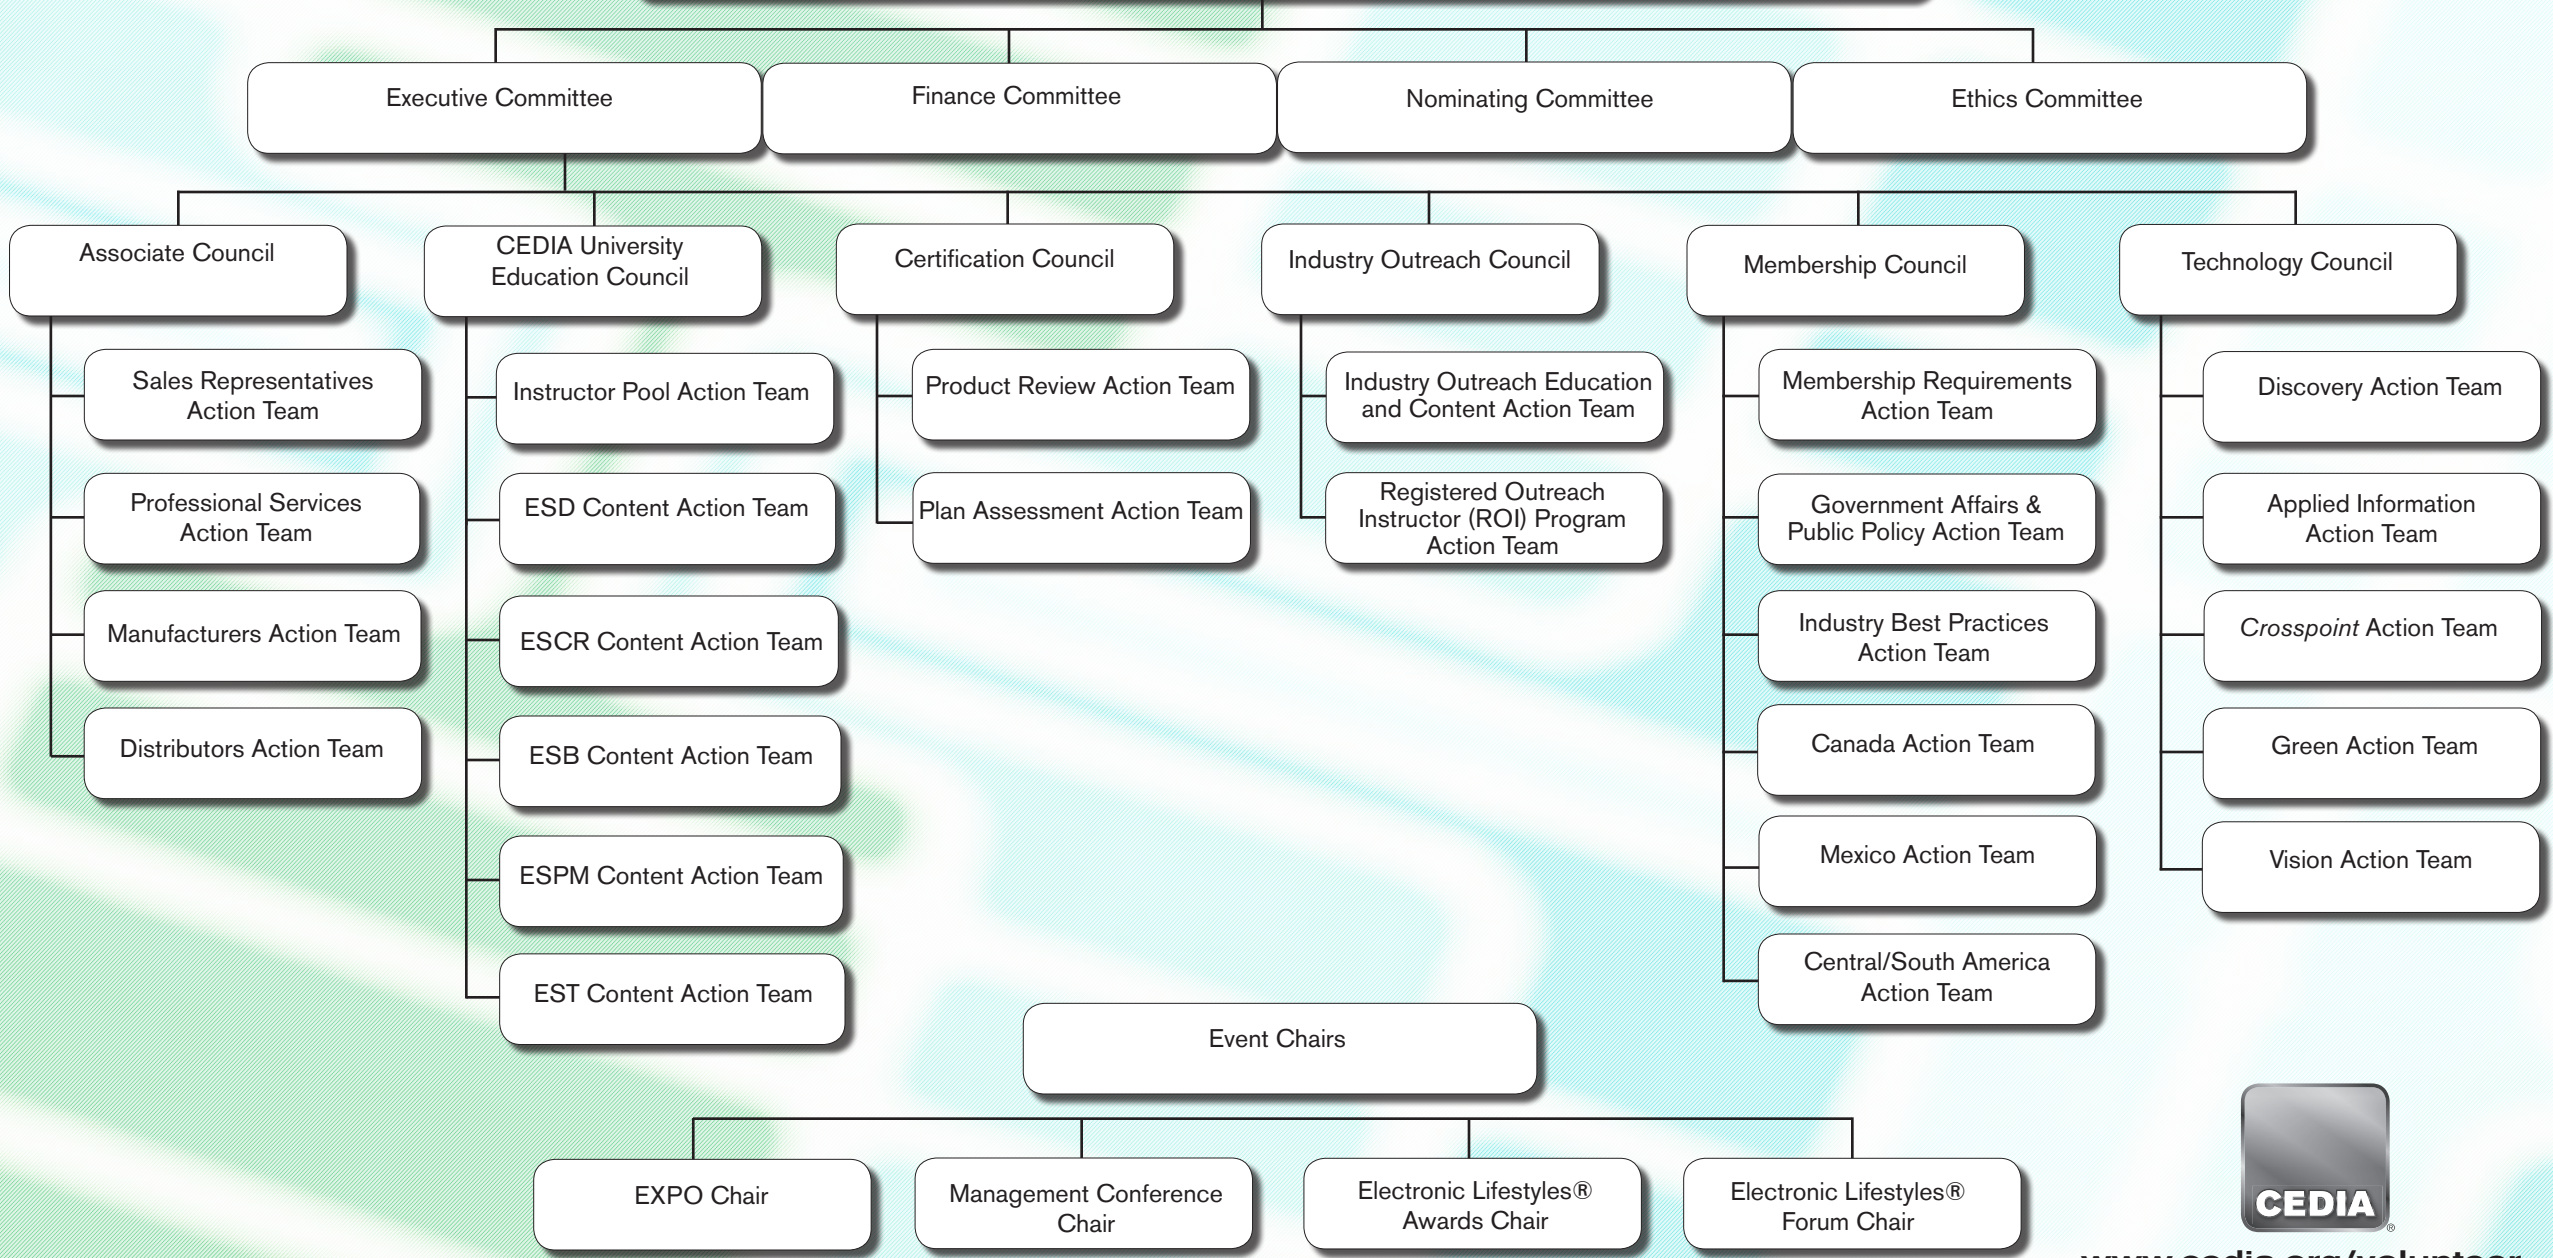 Executive Committee
Finance Committee
Nominating Committee
Ethics Committee
Associate Council
CEDIA University
Education Council
Certification Council
Industry Outreach Council
Membership Council
Technology Council
Sales Representatives
Action Team
Professional Services
Action Team
Manufacturers Action Team
Distributors Action Team
Instructor Pool Action Team
ESD Content Action Team
ESCR Content Action Team
ESB Content Action Team
ESPM Content Action Team
EST Content Action Team
Product Review Action Team
Plan Assessment Action Team
Industry Outreach Education
and Content Action Team
Registered Outreach
Instructor (ROI) Program
Action Team
Membership Requirements
Action Team
Government Affairs &
Public Policy Action Team
Industry Best Practices
Action Team
Canada Action Team
Mexico Action Team
Central/South America
Action Team
Discovery Action Team
Applied Information
Action Team
Crosspoint Action Team
Green Action Team
Vision Action Team
Event Chairs
EXPO Chair
Management Conference
Chair
Electronic Lifestyles®
Awards Chair
Electronic Lifestyles®
Forum Chair
CEDIA
®
www.cedia.org/volunteer